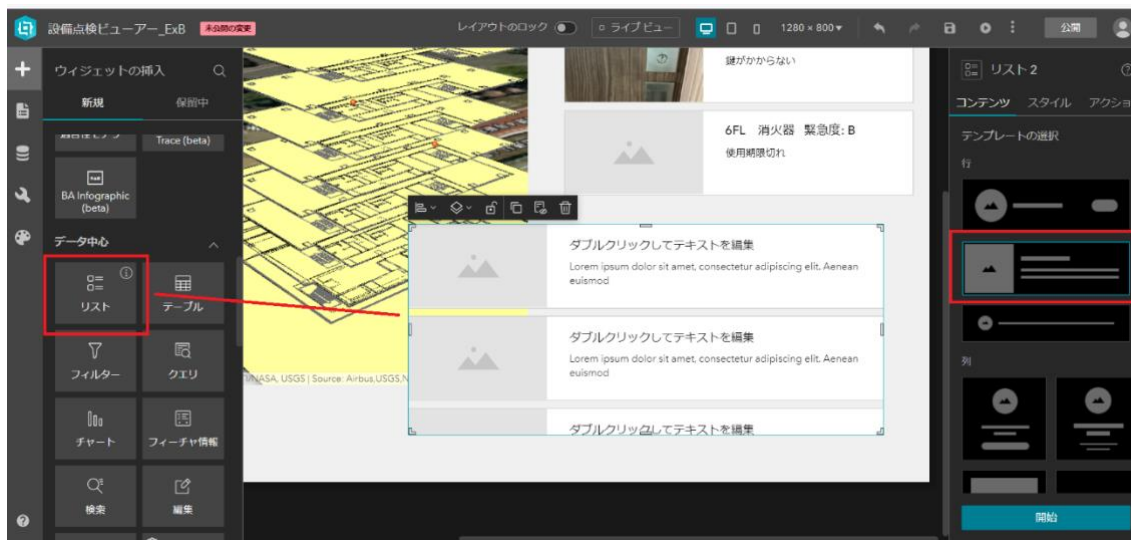 設備点検ビューアー_ExB
未公開の変更
レイアウトのロック
ライブ ビュー
1280 × 800
公開
ウィジェットの挿入
新規
保留中
Trace (beta)
BA Infographic
(beta)
データ中心
リスト
テーブル
フィルター
クエリ
チャート
フィーチャ情報
検索
編集
鍵がかからない
6FL 消火器 緊急度: B
使用期限切れ
ダブルクリックしてテキストを編集
Lorem ipsum dolor sit amet, consectetur adipiscing elit. Aenean
euismod
ダブルクリックしてテキストを編集
Lorem ipsum dolor sit amet, consectetur adipiscing elit. Aenean
euismod
ダブルクリックしてテキストを編集
/NASA, USGS | Source: Airbus,USGS,N
リスト 2
コンテンツ
スタイル
アクショ
テンプレートの選択
行
列
開始